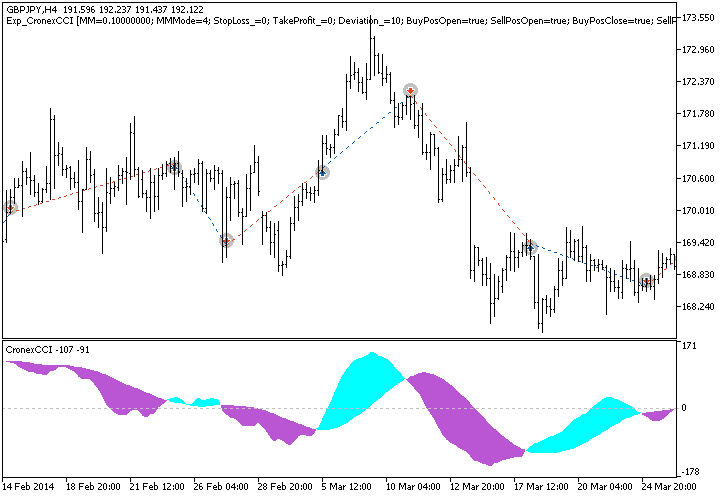 GBPJPY,H4 191.596 192.237 191.437 192.122
Exp_CronexCCI [MM=0.10000000; MMMode=4; StopLoss_=0; TakeProfit_=0; Deviation_=10; BuyPosOpen=true; SellPosOpen=true; BuyPosClose=true; Sell
173.550
172.960
172.370
171.780
171.190
170.600
170.010
169.420
168.830
168.240
CronexCCI -107 -91
171
0
-178
14 Feb 2014
18 Feb 20:00
21 Feb 12:00
26 Feb 04:00
28 Feb 20:00
5 Mar 12:00
10 Mar 04:00
12 Mar 20:00
17 Mar 12:00
20 Mar 04:00
24 Mar 20:00